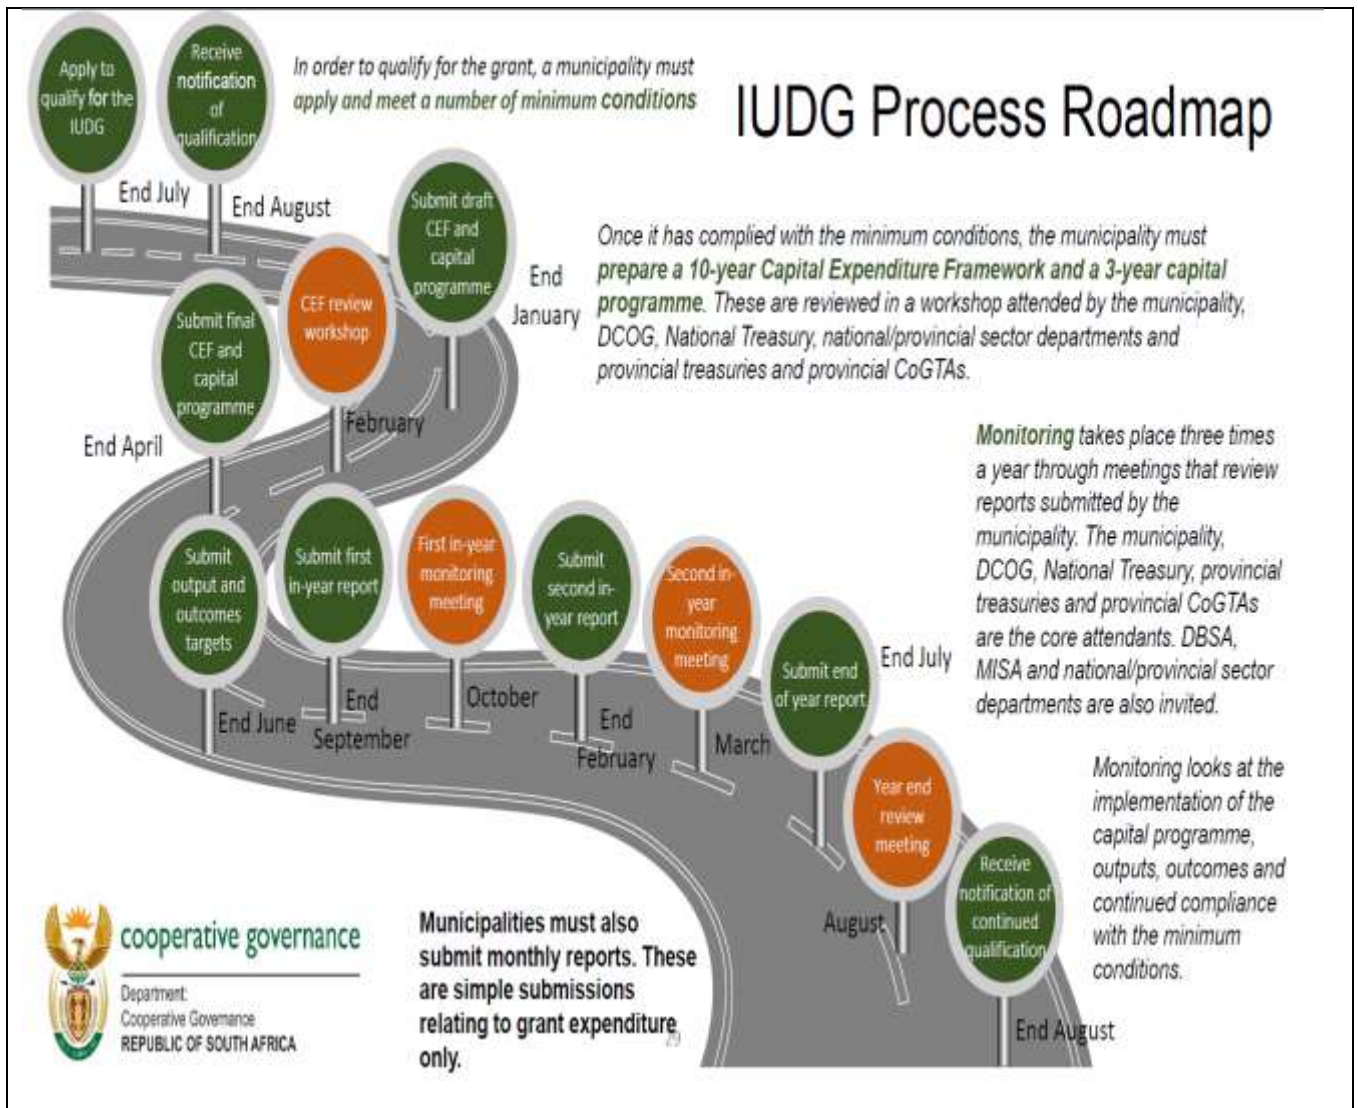 IUDG Process Roadmap
In order to qualify for the grant, a municipality must
apply and meet a number of minimum conditions
Apply to
qualify for the
IUDG
End July
Receive
notification
of
qualification
End August
Submit draft
CEF and
capital
programme
End
January
Once it has complied with the minimum conditions, the municipality must
prepare a 10-year Capital Expenditure Framework and a 3-year capital
programme. These are reviewed in a workshop attended by the municipality,
DCOG, National Treasury, national/provincial sector departments and
provincial treasuries and provincial CoGTAs.
CEF review
workshop
February
Submit final
CEF and
capital
programme
End April
Submit
output and
outcomes
targets
End June
Submit first
in-year report
End
September
First in-year
monitoring
meeting
October
Submit
second in-
year report
End
February
Second in-
year
monitoring
meeting
March
Submit end
of year report
End July
Year end
review
meeting
August
Receive
notification of
continued
qualification
End August
Monitoring takes place three times
a year through meetings that review
reports submitted by the
municipality. The municipality,
DCOG, National Treasury, provincial
treasuries and provincial CoGTAs
are the core attendants. DBSA,
MISA and national/provincial sector
departments are also invited.
Monitoring looks at the
implementation of the
capital programme,
outputs, outcomes and
continued compliance
with the minimum
conditions.
Municipalities must also
submit monthly reports. These
are simple submissions
relating to grant expenditure
only.
29
cooperative governance
Department:
Cooperative Governance
REPUBLIC OF SOUTH AFRICA